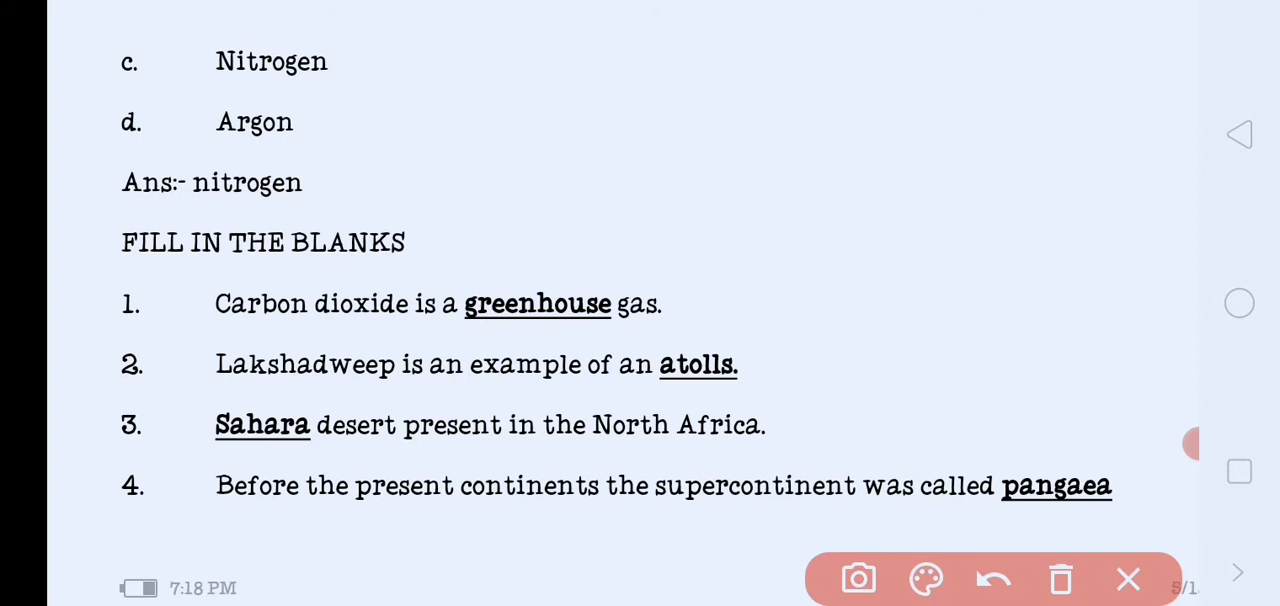 c. Nitrogen
d. Argon
Ans:- nitrogen
FILL IN THE BLANKS
1. Carbon dioxide is a greenhouse gas.
2. Lakshadweep is an example of an atolls.
3. Sahara desert present in the North Africa.
4. Before the present continents the supercontinent was called pangaea
7:18 PM